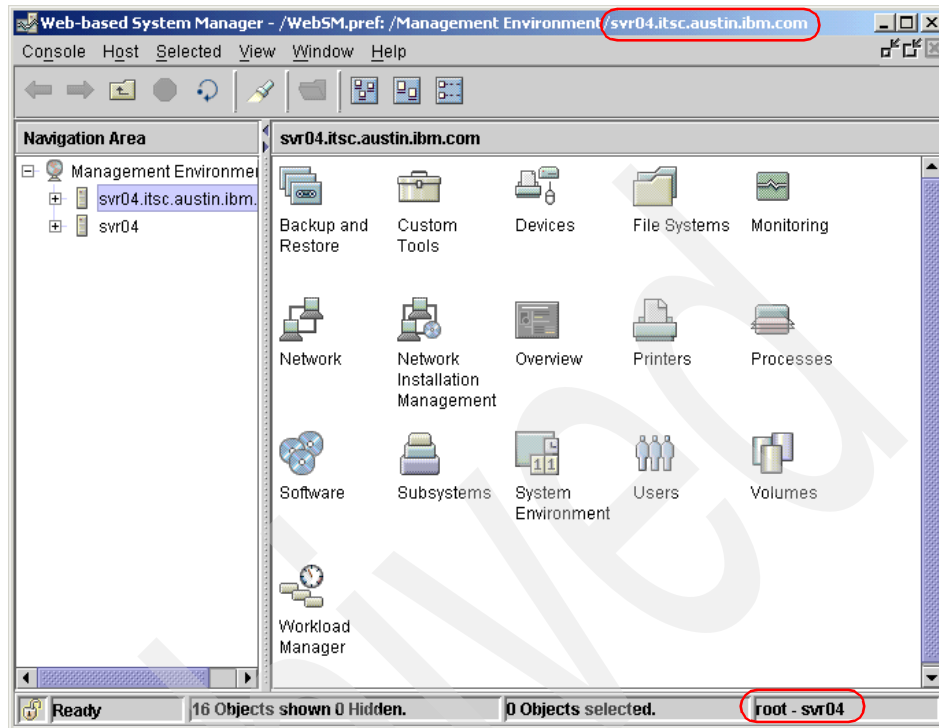 Web-based System Manager - /WebSM.pref: /Management Environment/svr04.itsc.austin.ibm.com
Console Host Selected View Window Help
Navigation Area
svr04.itsc.austin.ibm.com
Management Environmer
svr04.itsc.austin.ibm.
svr04
Backup and Restore
Custom Tools
Devices
File Systems
Monitoring
Network
Network Installation Management
Overview
Printers
Processes
Software
Subsystems
System Environment
Users
Volumes
Workload Manager
Ready
16 Objects shown 0 Hidden.
0 Objects selected.
root - svr04